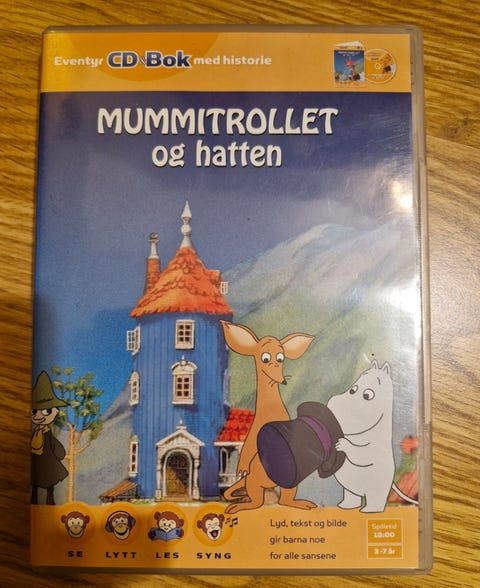 Eventyr CD & Bok med historie
MUMMITROLLET
og hatten
SE LYTT LES SYNG
Lyd, tekst og bilde
gir barna noe
for alle sansene
Spilletid
18:00
3-7 år